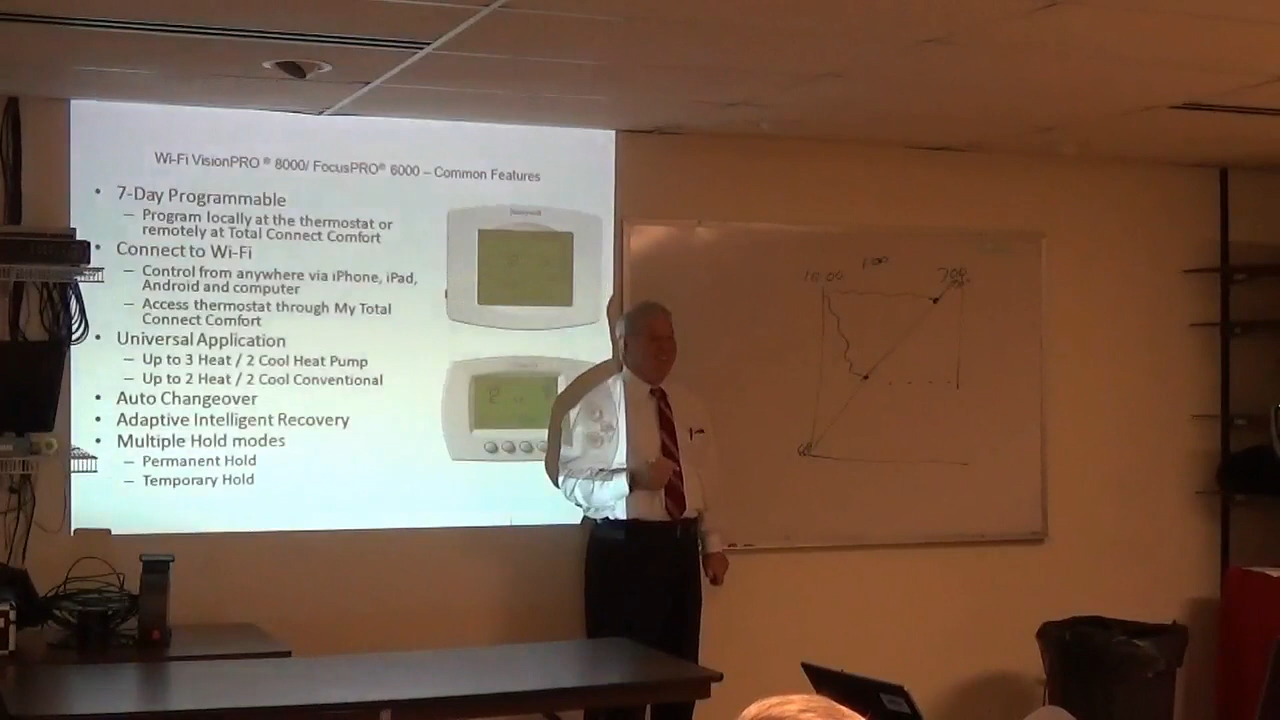 Wi-Fi VisionPRO ® 8000/ FocusPRO® 6000 – Common Features
• 7-Day Programmable
– Program locally at the thermostat or
remotely at Total Connect Comfort
• Connect to Wi-Fi
– Control from anywhere via iPhone, iPad,
Android and computer
– Access thermostat through My Total
Connect Comfort
• Universal Application
– Up to 3 Heat / 2 Cool Heat Pump
– Up to 2 Heat / 2 Cool Conventional
• Auto Changeover
• Adaptive Intelligent Recovery
• Multiple Hold modes
– Permanent Hold
– Temporary Hold
Honeywell